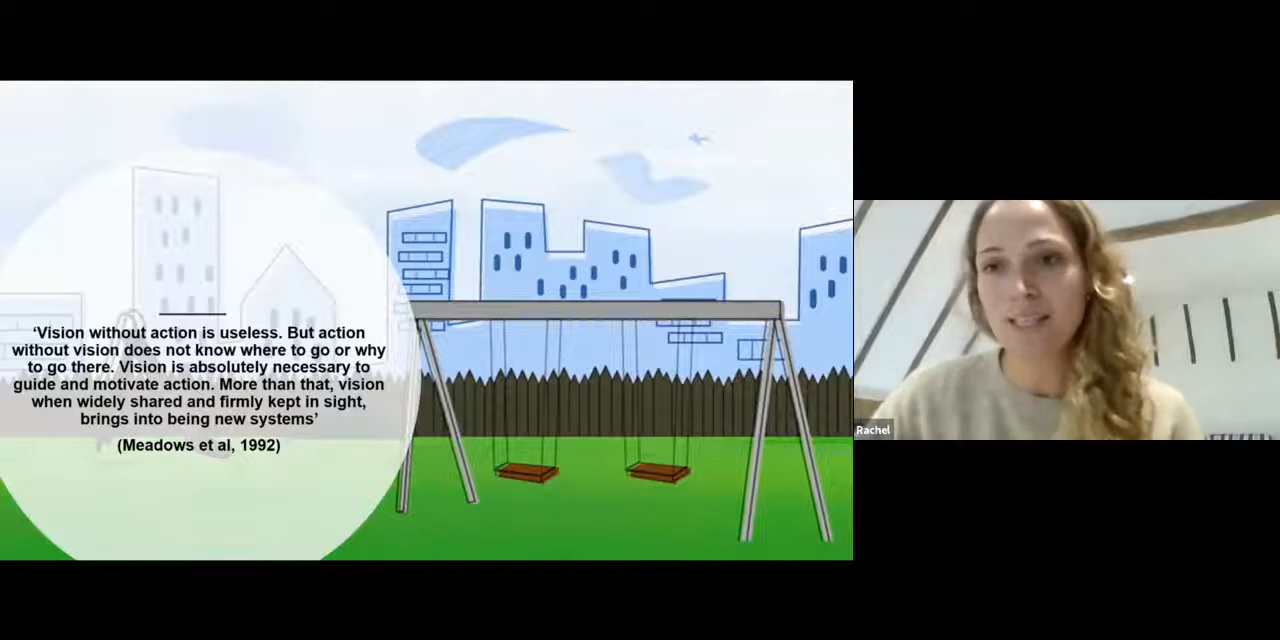 ‘Vision without action is useless. But action
without vision does not know where to go or why
to go there. Vision is absolutely necessary to
guide and motivate action. More than that, vision
when widely shared and firmly kept in sight,
brings into being new systems’
(Meadows et al, 1992)
Rachel